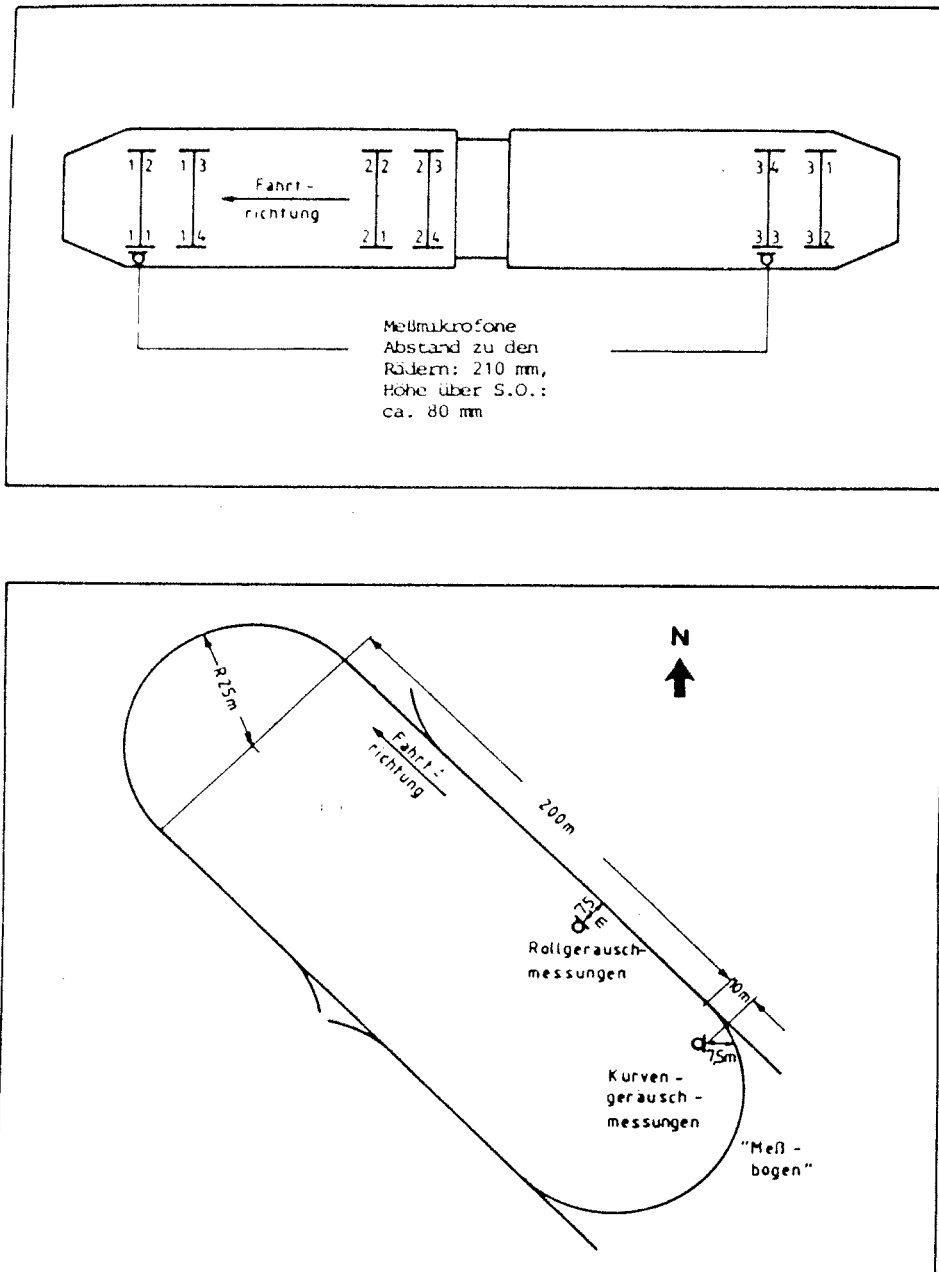 1 2 1 3 2 2 2 3 3 4 3 1
Fahrt-
richtung
1 1 1 4 2 1 2 4 3 3 3 2
Meßmikrofone
Abstand zu den
Rädern: 210 mm,
Höhe über S.O.:
ca. 80 mm
N
R25m
Fahrt-
richtung
200m
7,5 m
Rollgeräusch-
messungen
10m
7,5m
Kurven-
geräusch-
messungen
"Meß-
bogen"